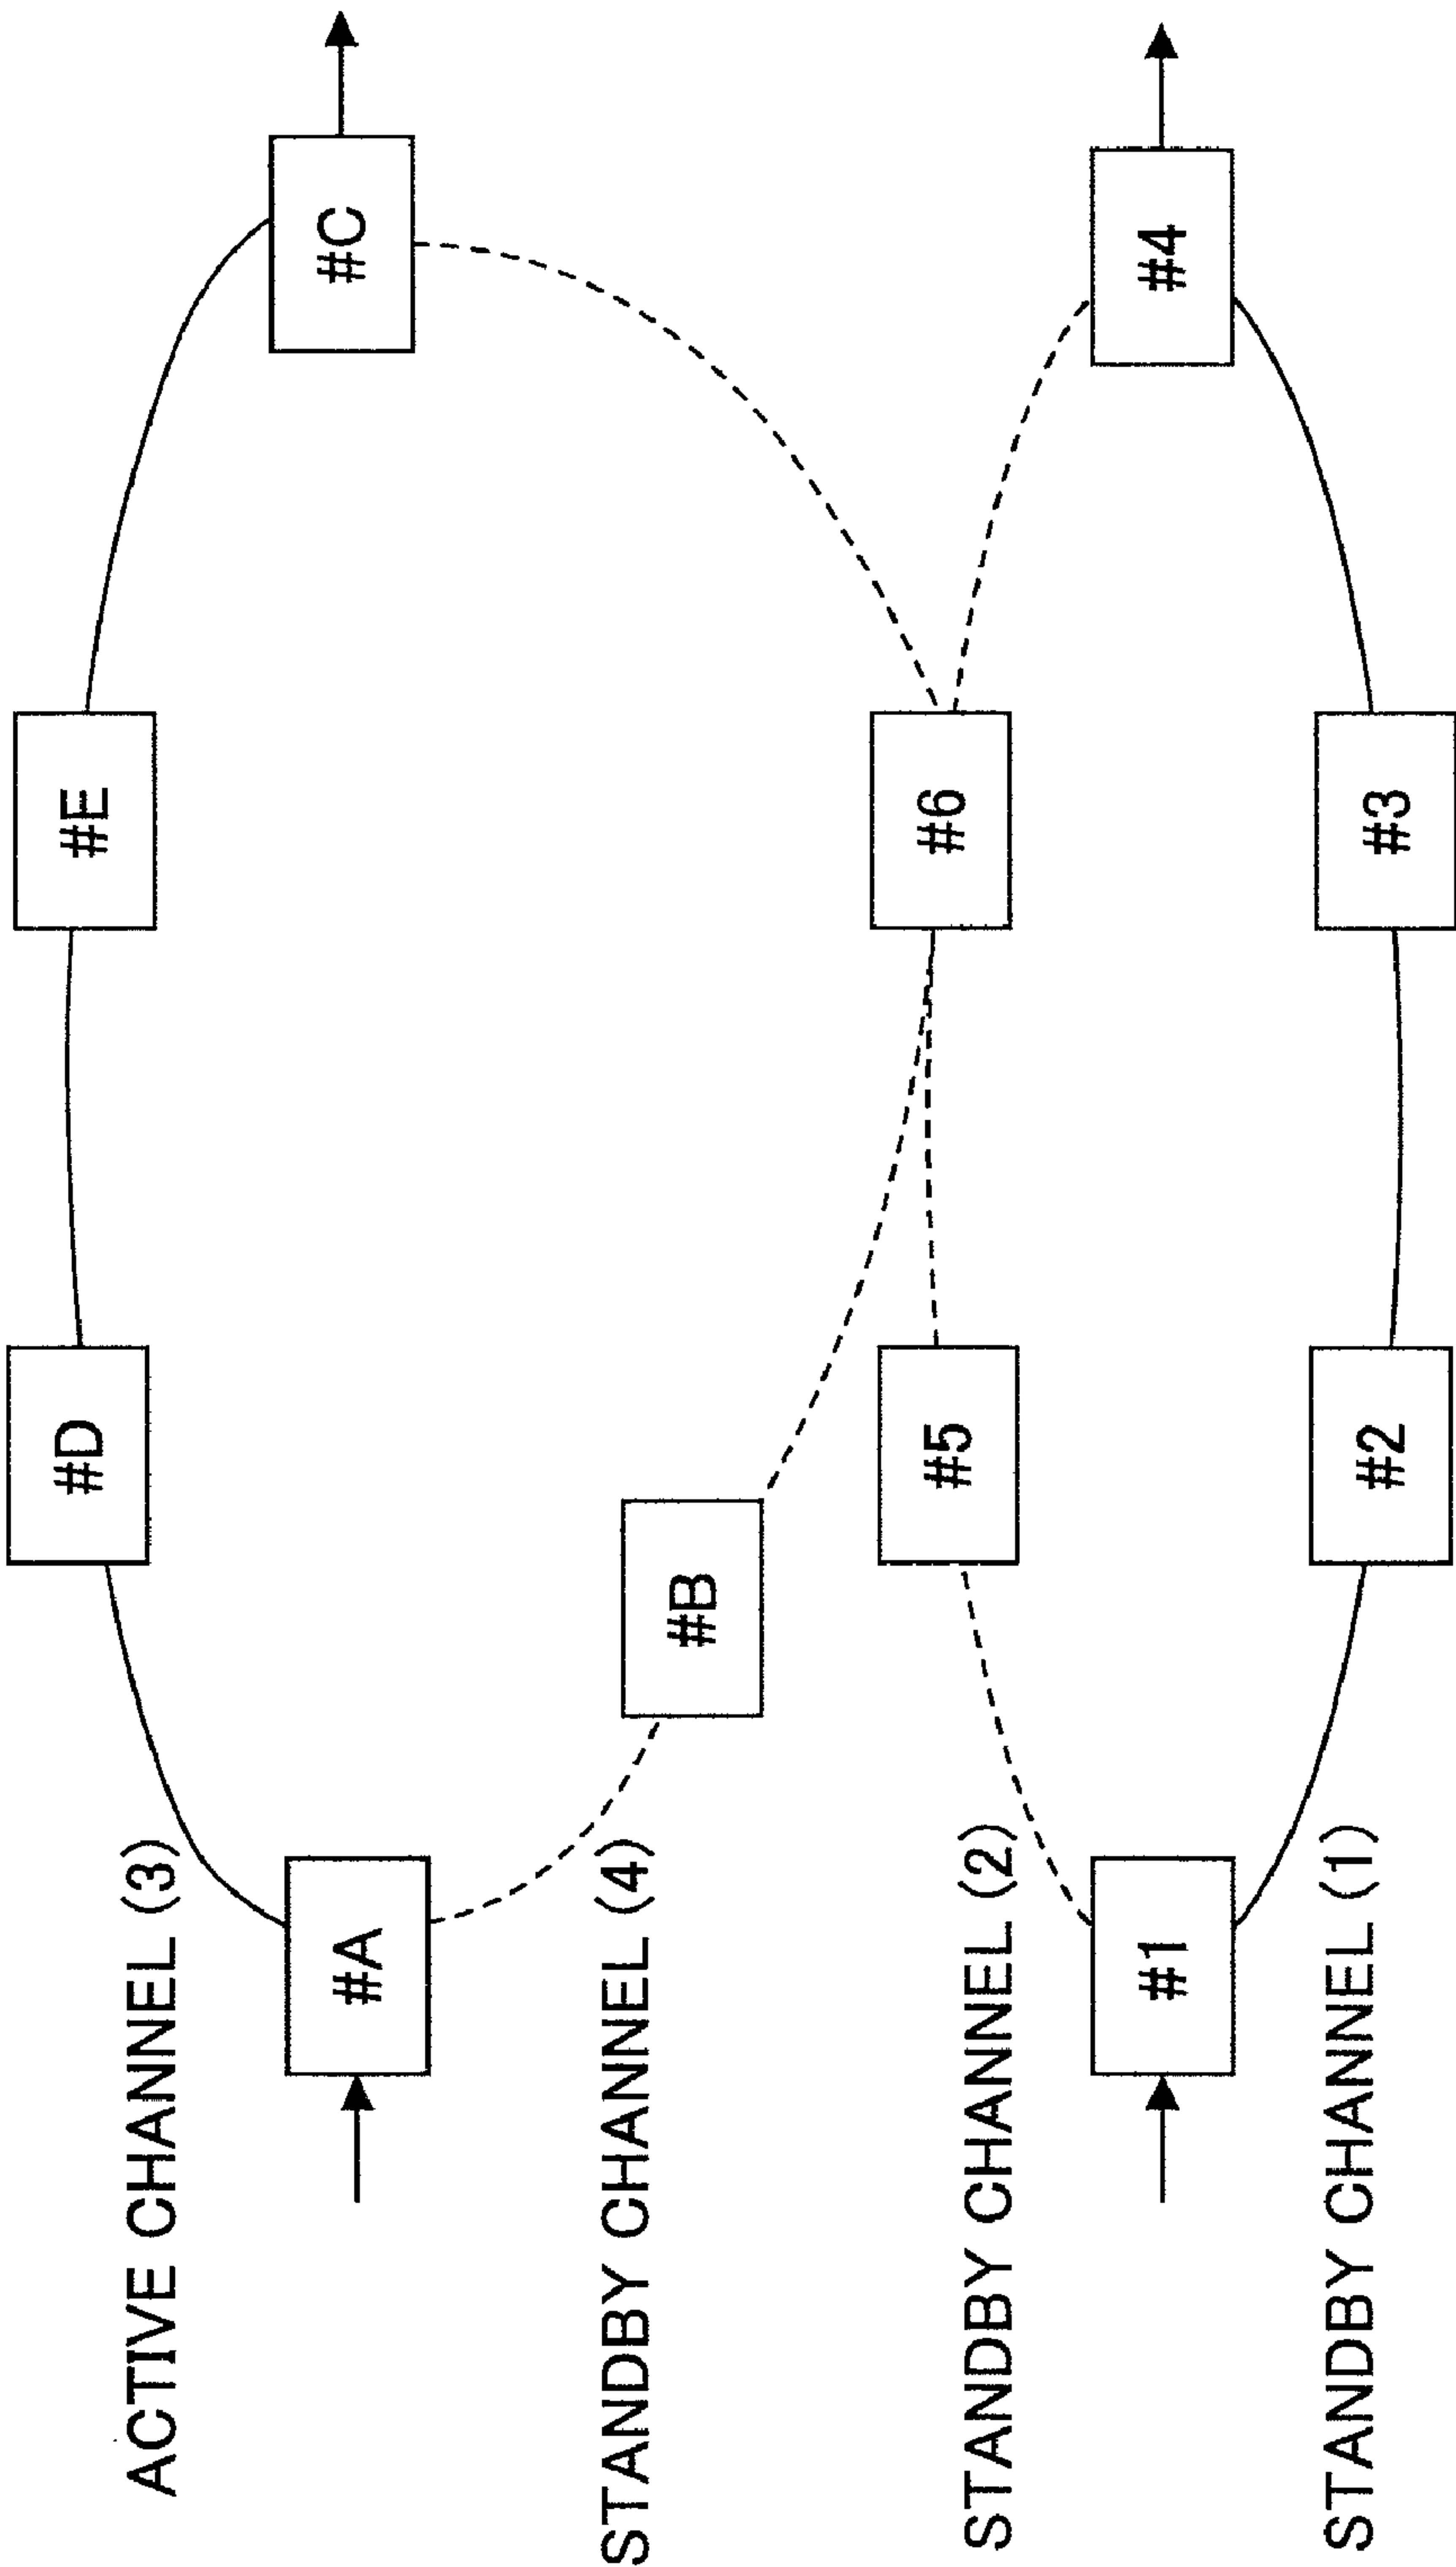 ACTIVE CHANNEL (3)
#D
#E
#A
#C
STANDBY CHANNEL (4)
#B
STANDBY CHANNEL (2)
#5
#6
#1
#4
STANDBY CHANNEL (1)
#2
#3